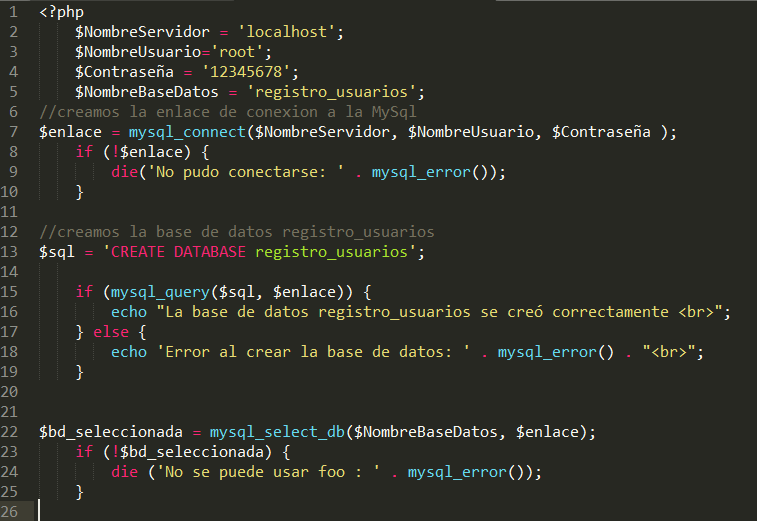 1 <?php
2 $NombreServidor = 'localhost';
3 $NombreUsuario='root';
4 $Contraseña = '12345678';
5 $NombreBaseDatos = 'registro_usuarios';
6 //creamos la enlace de conexion a la MySql
7 $enlace = mysql_connect($NombreServidor, $NombreUsuario, $Contraseña );
8 if (!$enlace) {
9 die('No pudo conectarse: ' . mysql_error());
10 }
11
12 //creamos la base de datos registro_usuarios
13 $sql = 'CREATE DATABASE registro_usuarios';
14
15 if (mysql_query($sql, $enlace)) {
16 echo "La base de datos registro_usuarios se creó correctamente <br>";
17 } else {
18 echo 'Error al crear la base de datos: ' . mysql_error() . "<br>";
19 }
20
21
22 $bd_seleccionada = mysql_select_db($NombreBaseDatos, $enlace);
23 if (!$bd_seleccionada) {
24 die ('No se puede usar foo : ' . mysql_error());
25 }
26